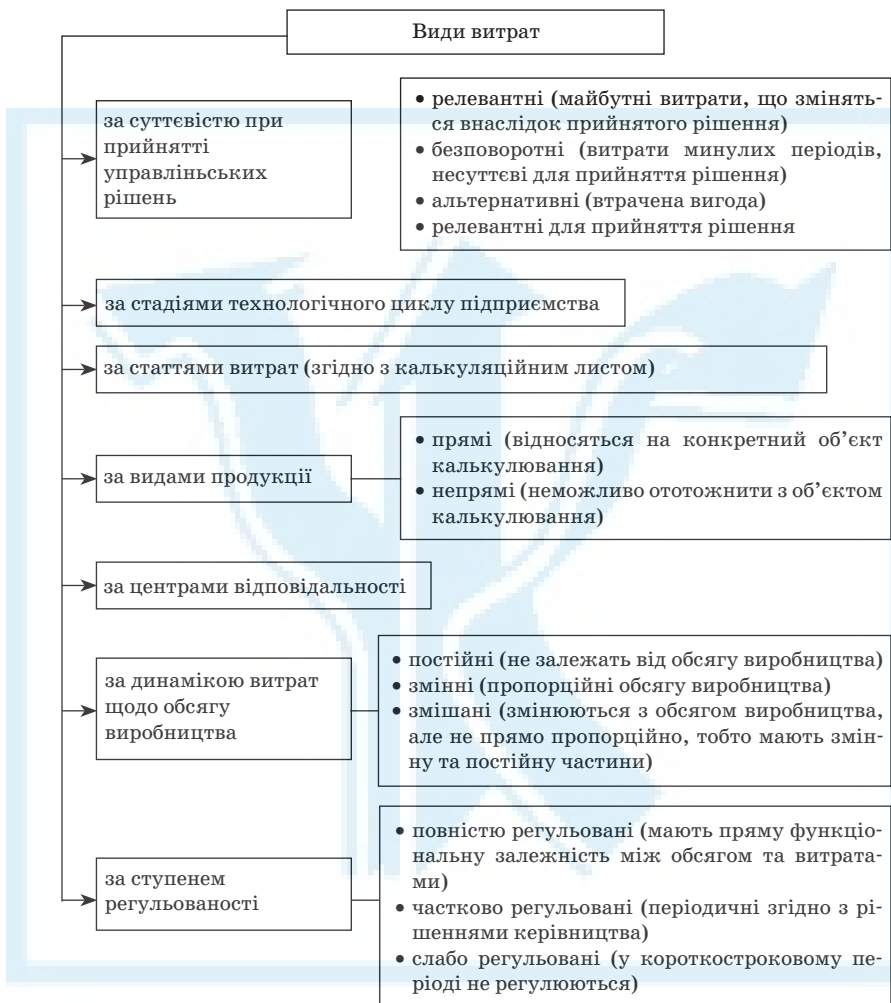 Види витрат
за суттєвістю при
прийнятті
управліньських
рішень
• релевантні (майбутні витрати, що змінять-
ся внаслідок прийнятого рішення)
• безповоротні (витрати минулих періодів,
несуттєві для прийняття рішення)
• альтернативні (втрачена вигода)
• релевантні для прийняття рішення
за стадіями технологічного циклу підприємства
за статтями витрат (згідно з калькуляційним листом)
за видами продукції
• прямі (відносяться на конкретний об’єкт
калькулювання)
• непрямі (неможливо ототожнити з об’єктом
калькулювання)
за центрами відповідальності
за динамікою витрат
щодо обсягу
виробництва
• постійні (не залежать від обсягу виробництва)
• змінні (пропорційні обсягу виробництва)
• змішані (змінюються з обсягом виробництва,
але не прямо пропорційно, тобто мають змін-
ну та постійну частини)
за ступенем
регульованості
• повністю регульовані (мають пряму функціо-
нальну залежність між обсягом та витрата-
ми)
• частково регульовані (періодичні згідно з рі-
шеннями керівництва)
• слабо регульовані (у короткостроковому пе-
ріоді не регулюються)